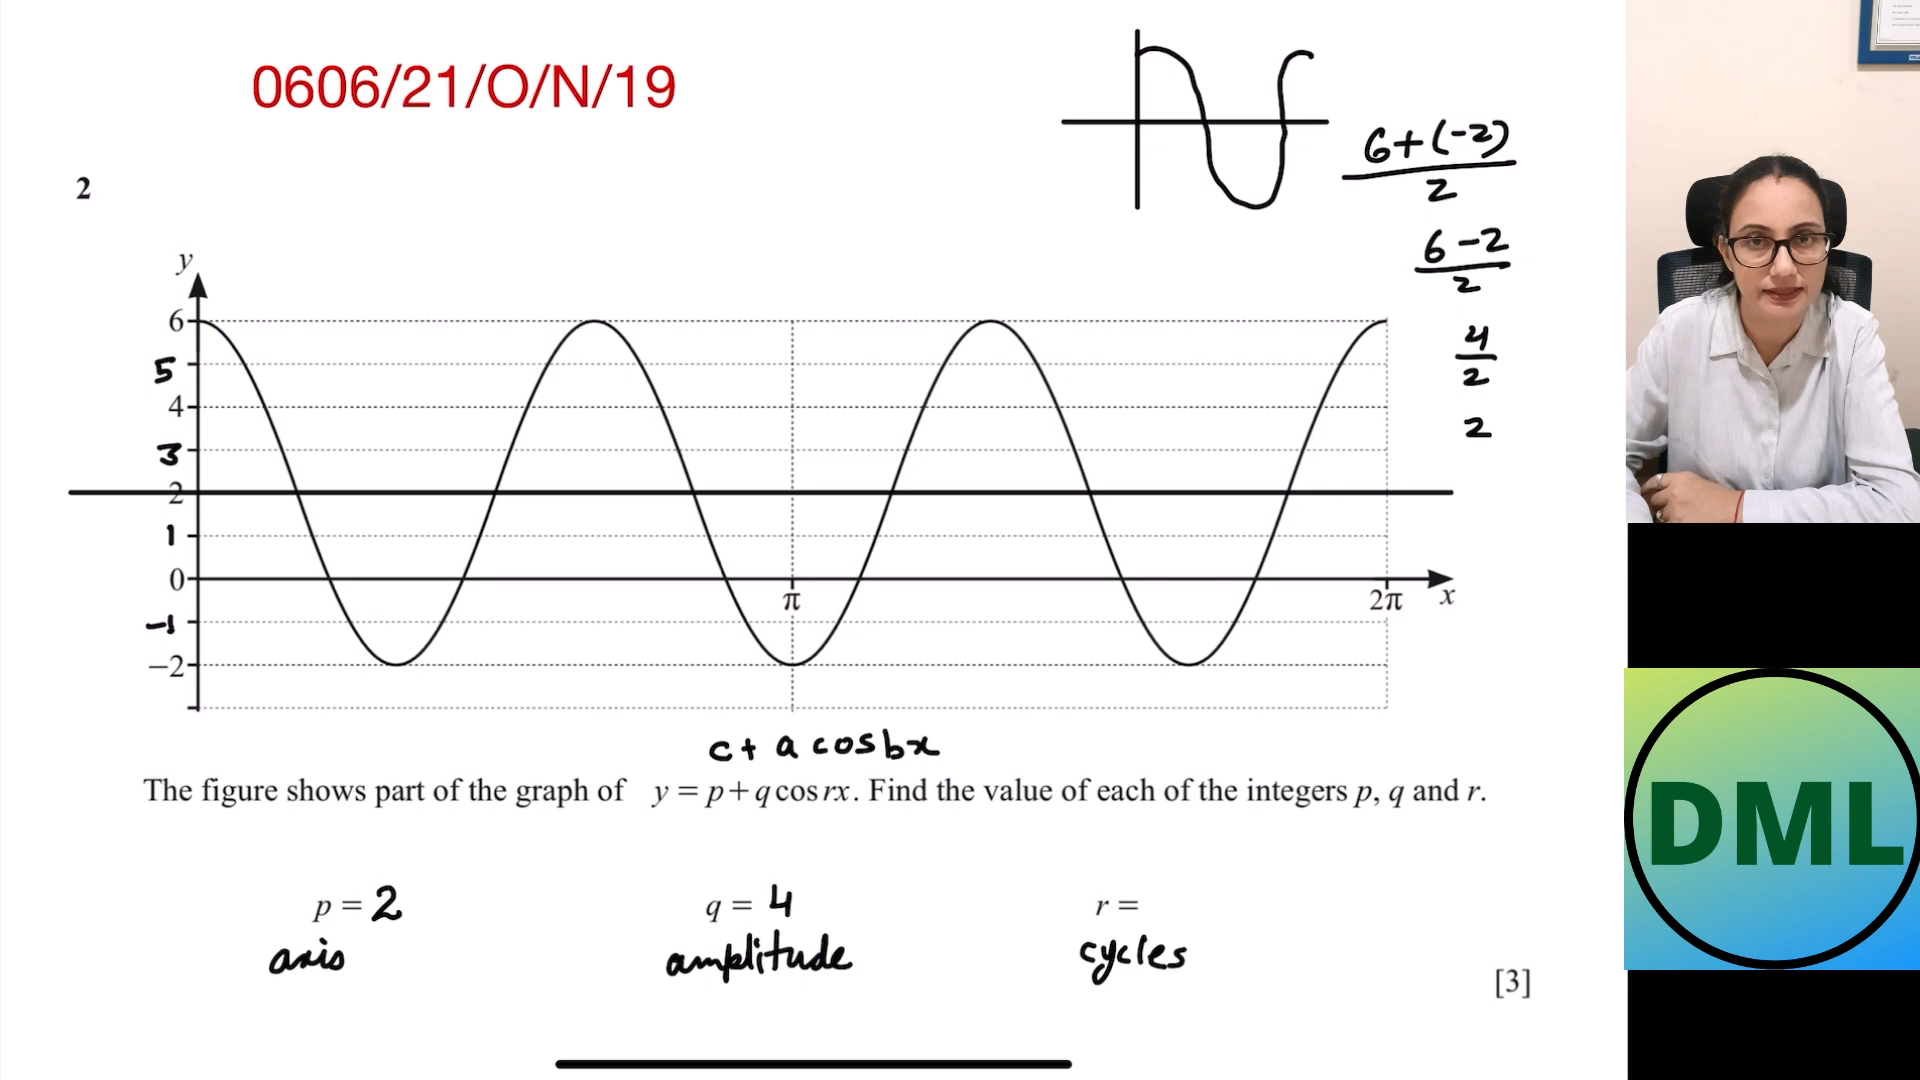 0606/21/O/N/19
6+(-2)
2
2
6-2
2
y
6
4
2
5
2
4
3
2
2
1
0
π
2π
x
-1
−2
c+ a cosbx
The figure shows part of the graph of y = p + q cos rx. Find the value of each of the integers p, q and r.
p = 2
q = 4
r =
axis
amplitude
cycles
[3]
DML